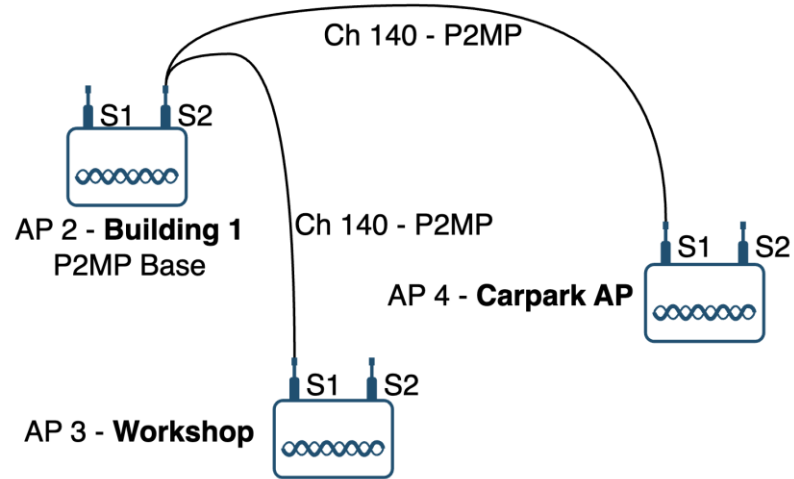 Ch 140 - P2MP
S1
S2
AP 2 - Building 1
P2MP Base
Ch 140 - P2MP
S1
S2
AP 4 - Carpark AP
S1
S2
AP 3 - Workshop